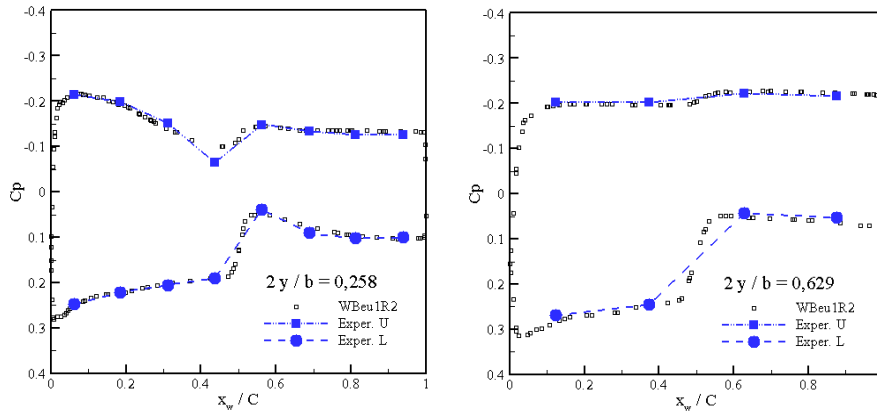 -0.4
-0.3
-0.2
-0.1
0
0.1
0.2
0.3
0.4
Cp
0
0.2
0.4
0.6
0.8
1
x_w / C
2 y / b = 0,258
WBeu1R2
Exper. U
Exper. L
-0.4
-0.3
-0.2
-0.1
0
0.1
0.2
0.3
0.4
Cp
0
0.2
0.4
0.6
0.8
x_w / C
2 y / b = 0,629
WBeu1R2
Exper. U
Exper. L